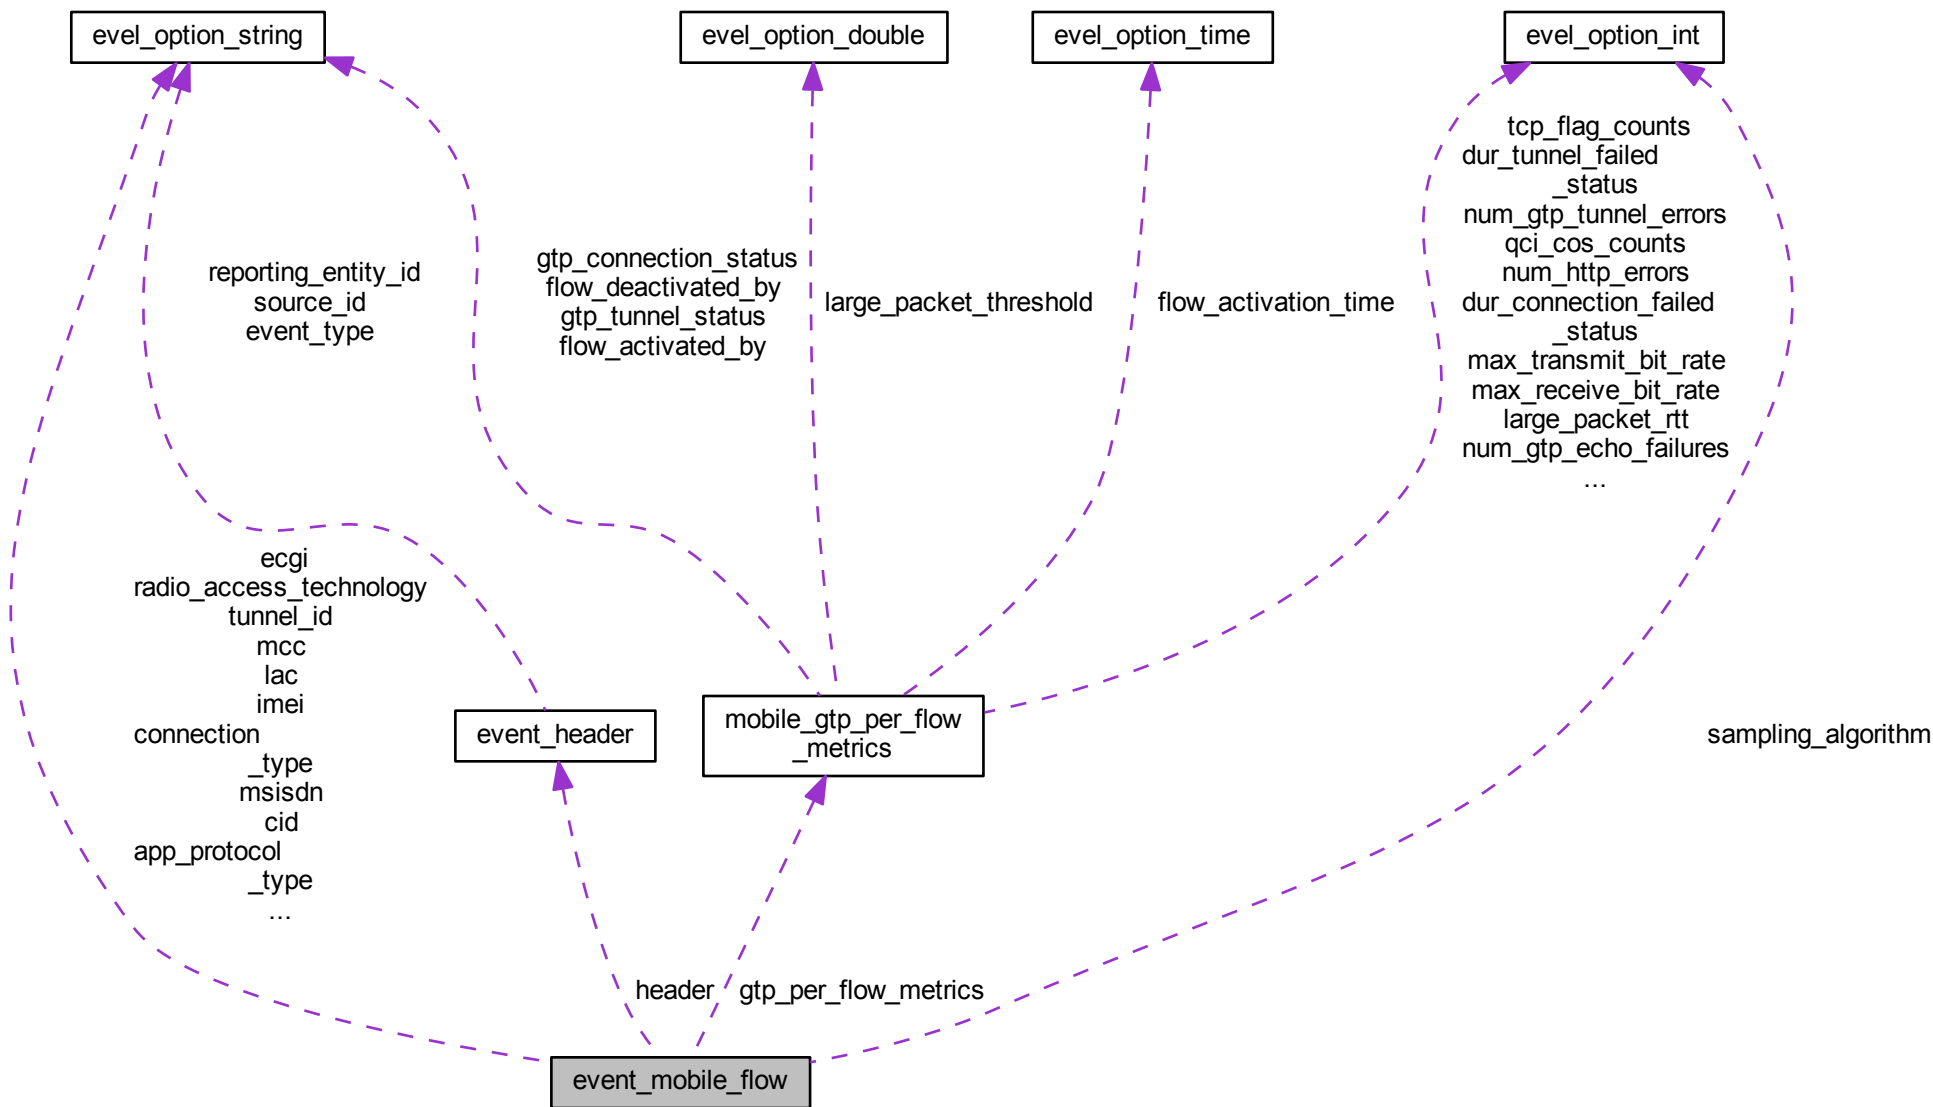 evel_option_string
evel_option_double
evel_option_time
evel_option_int
tcp_flag_counts
dur_tunnel_failed
_status
num_gtp_tunnel_errors
qci_cos_counts
num_http_errors
dur_connection_failed
_status
max_transmit_bit_rate
max_receive_bit_rate
large_packet_rtt
num_gtp_echo_failures
...
reporting_entity_id
source_id
event_type
gtp_connection_status
flow_deactivated_by
gtp_tunnel_status
flow_activated_by
large_packet_threshold
flow_activation_time
ecgi
radio_access_technology
tunnel_id
mcc
lac
imei
connection
_type
msisdn
cid
app_protocol
_type
...
event_header
mobile_gtp_per_flow
_metrics
sampling_algorithm
header
gtp_per_flow_metrics
event_mobile_flow